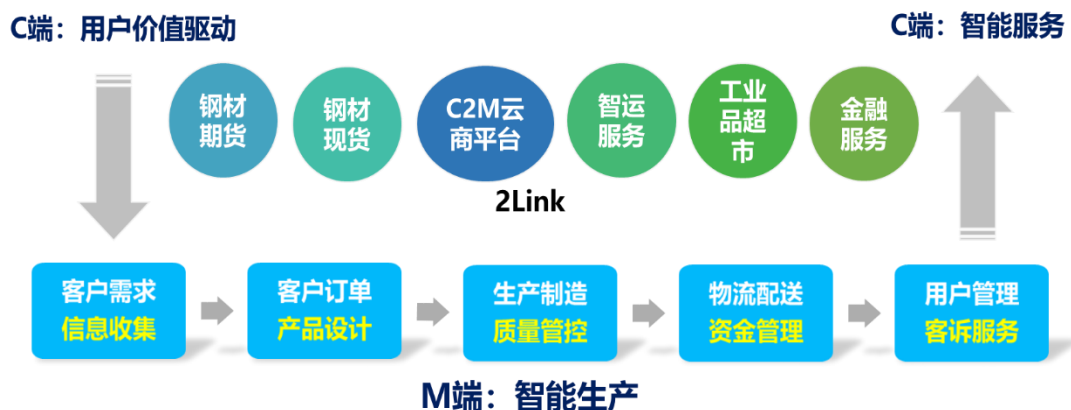 C端：用户价值驱动
C端：智能服务
钢材
期货
钢材
现货
C2M云
商平台
智运
服务
工业
品超
市
金融
服务
2Link
客户需求
信息收集
客户订单
产品设计
生产制造
质量管控
物流配送
资金管理
用户管理
客诉服务
M端：智能生产